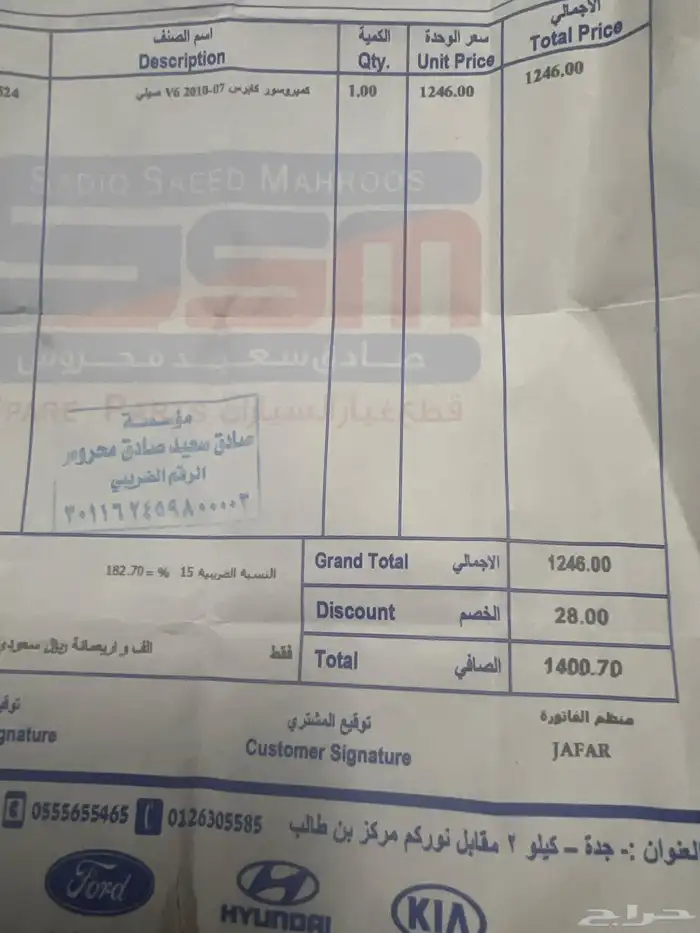 اسم الصنف الكمية سعر الوحدة الاجمالي
Description Qty. Unit Price Total Price
524 كمبروسور كادنس V6 2010-07 صيني 1.00 1246.00 1246.00
SADIQ SAEED MAHROOS
SSM
صادق سعيد محروس
SPARE PARTS قطع غيار السيارات
مؤسسة
صادق سعيد صادق محروس
الرقم الضريبي
٣٠١١٦٢٤٥٩٨٠٠٠٠٣
Grand Total الاجمالي 1246.00
النسبة الضريبية 15 % = 182.70
Discount الخصم 28.00
Total الصافي 1400.70
فقط الف و اربعمائة ريال سعودي
توقيع المشتري منظم الفاتورة
Customer Signature JAFAR
العنوان :- جدة – كيلو ٢ مقابل نوركم مركز بن طالب 0126305585 0555655465
Ford
HYUNDAI
KIA
حراج